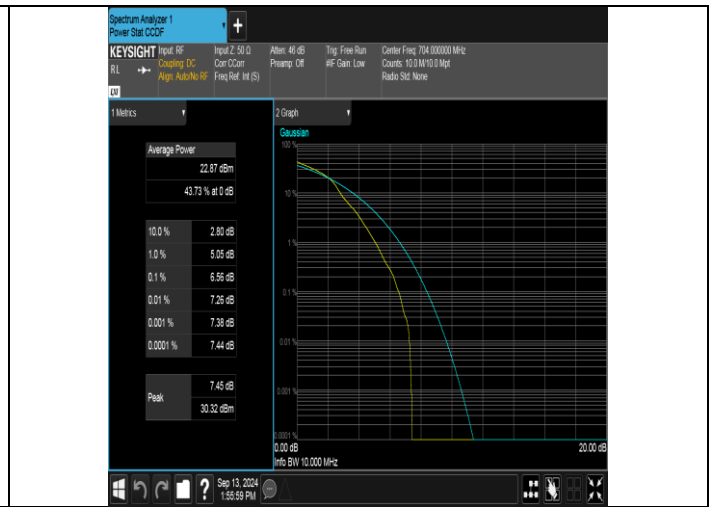 Spectrum Analyzer 1
Power Stat CCDF
+
KEYSIGHT
RL
LXI
Input: RF
Coupling: DC
Align: Auto/No RF
Input Z: 50 Ω
Corr CCorr
Freq Ref: Int (S)
Atten: 46 dB
Preamp: Off
Trig: Free Run
#IF Gain: Low
Center Freq: 704.000000 MHz
Counts: 10.0 M/10.0 Mpt
Radio Std: None
1 Metrics
Average Power
22.87 dBm
43.73 % at 0 dB
10.0 % 2.80 dB
1.0 % 5.05 dB
0.1 % 6.56 dB
0.01 % 7.26 dB
0.001 % 7.38 dB
0.0001 % 7.44 dB
Peak
7.45 dB
30.32 dBm
2 Graph
Gaussian
100 %
10 %
1 %
0.1 %
0.01 %
0.001 %
0.0001 %
0.00 dB 20.00 dB
Info BW 10.000 MHz
?
Sep 13, 2024
1:55:59 PM